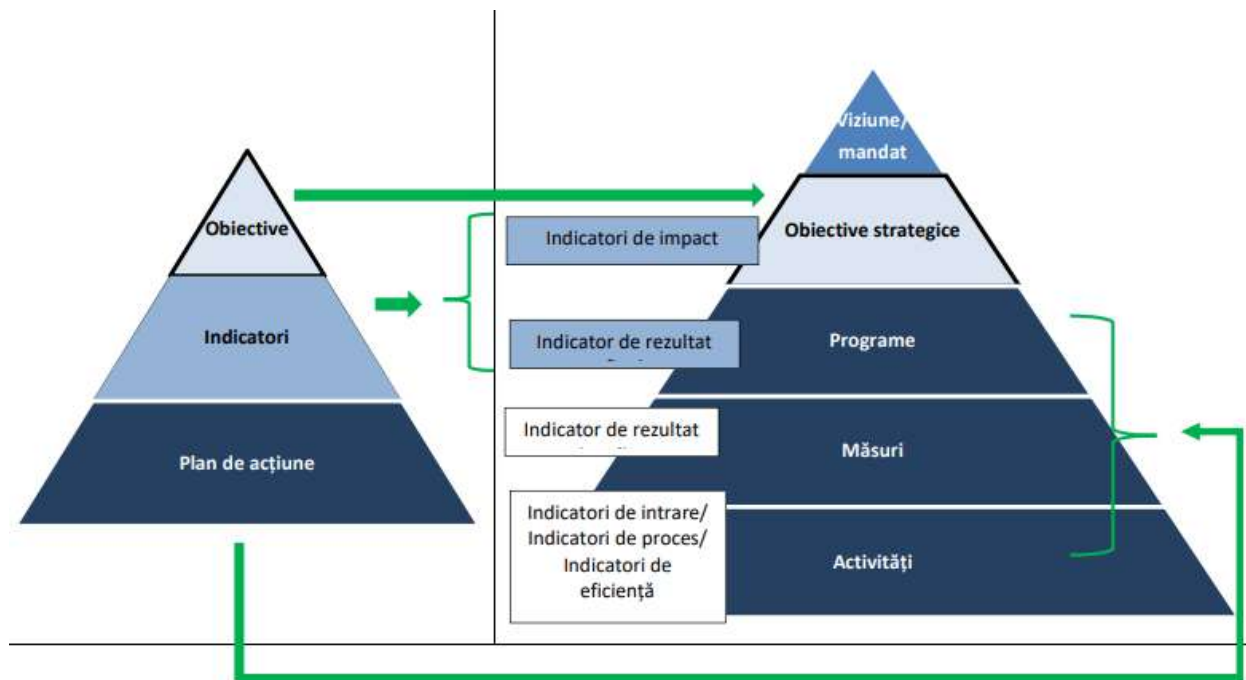 Obiective
Indicatori
Plan de acțiune
Viziune/
mandat
Obiective strategice
Programe
Măsuri
Activități
Indicatori de impact
Indicator de rezultat
Indicator de rezultat
Indicatori de intrare/
Indicatori de proces/
Indicatori de
eficiență